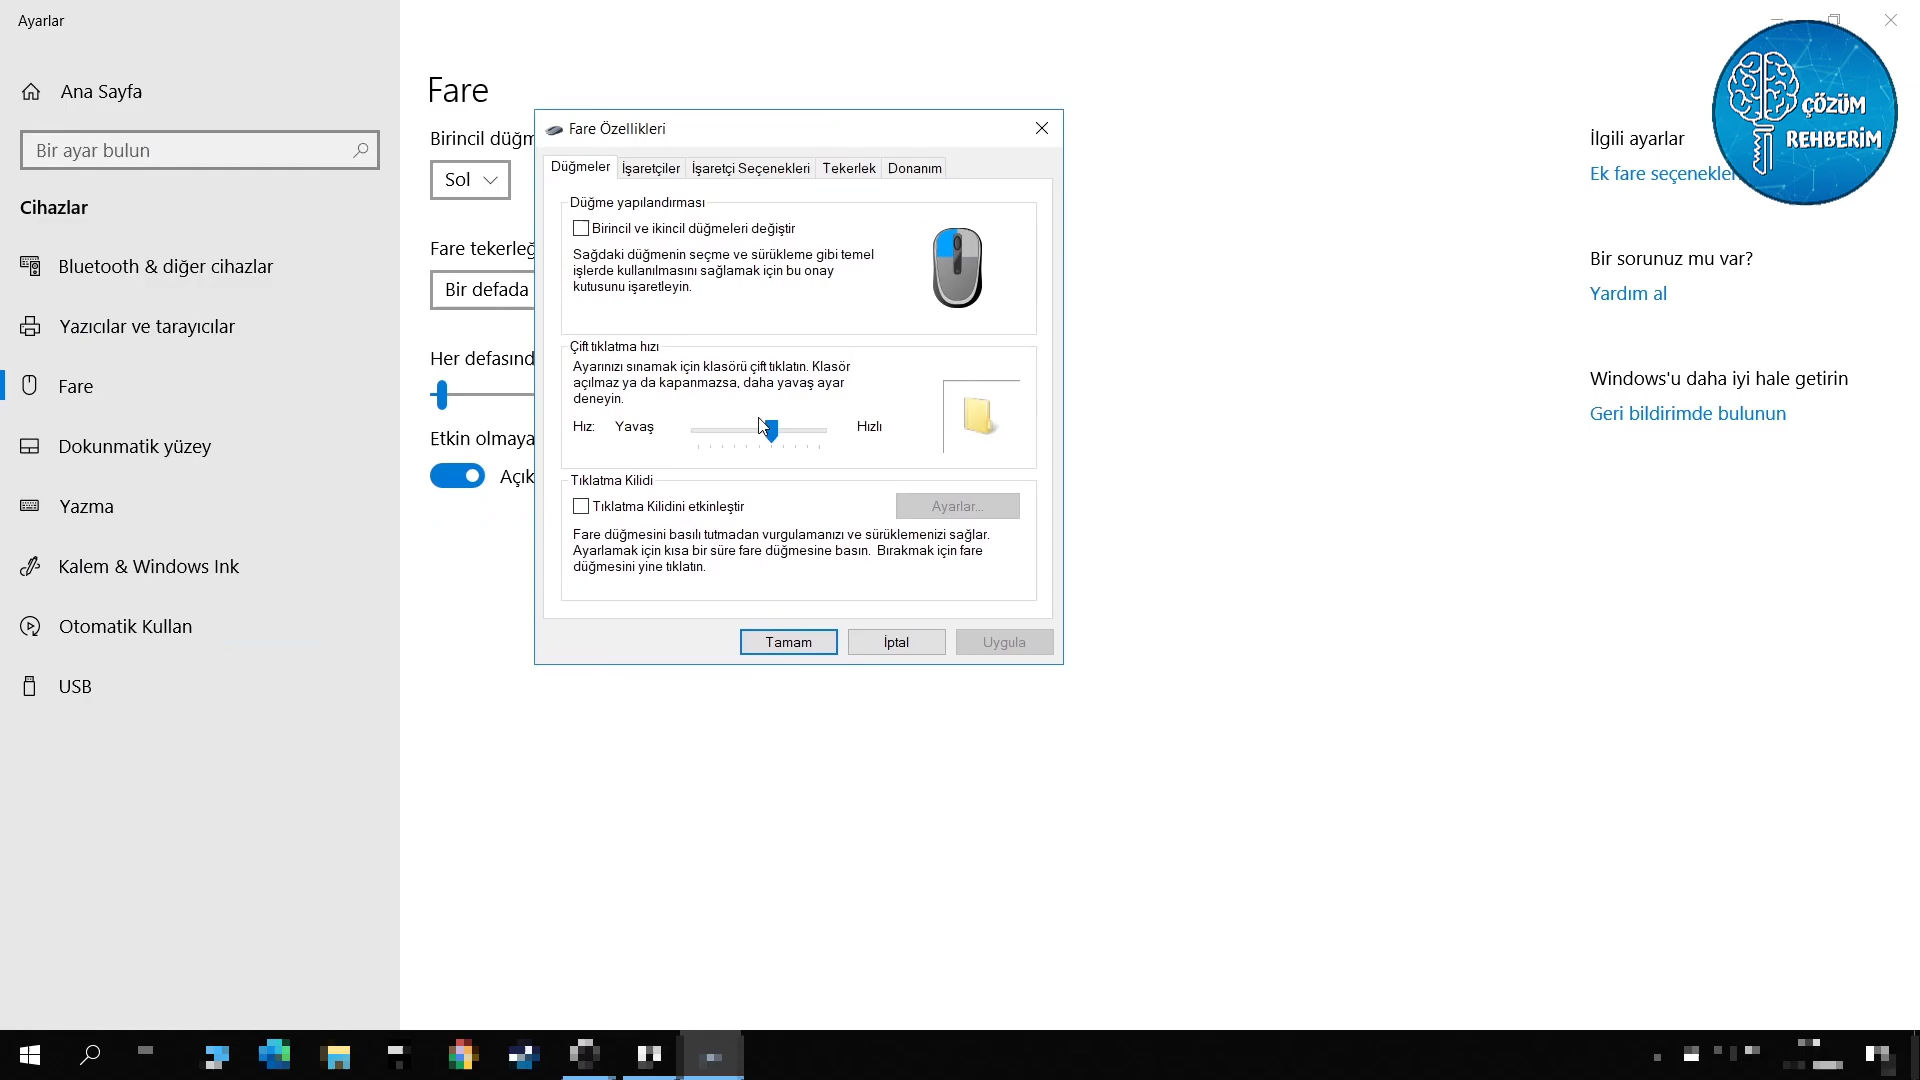 Ayarlar
Ana Sayfa
Bir ayar bulun
Cihazlar
Bluetooth & diğer cihazlar
Yazıcılar ve tarayıcılar
Fare
Dokunmatik yüzey
Yazma
Kalem & Windows Ink
Otomatik Kullan
USB
Fare
Birincil düğm
Sol
Fare tekerleğ
Bir defada
Her defasınd
Etkin olmaya
Açık
Fare Özellikleri
Düğmeler
İşaretçiler
İşaretçi Seçenekleri
Tekerlek
Donanım
Düğme yapılandırması
Birincil ve ikincil düğmeleri değiştir
Sağdaki düğmenin seçme ve sürükleme gibi temel
işlerde kullanılmasını sağlamak için bu onay
kutusunu işaretleyin.
Çift tıklatma hızı
Ayarınızı sınamak için klasörü çift tıklatın. Klasör
açılmaz ya da kapanmazsa, daha yavaş ayar
deneyin.
Hız: Yavaş Hızlı
Tıklatma Kilidi
Tıklatma Kilidini etkinleştir
Ayarlar...
Fare düğmesini basılı tutmadan vurgulamanızı ve sürüklemenizi sağlar.
Ayarlamak için kısa bir süre fare düğmesine basın. Bırakmak için fare
düğmesini yine tıklatın.
Tamam
İptal
Uygula
İlgili ayarlar
Ek fare seçenekler
Bir sorunuz mu var?
Yardım al
Windows'u daha iyi hale getirin
Geri bildirimde bulunun
ÇÖZÜM
REHBERİM